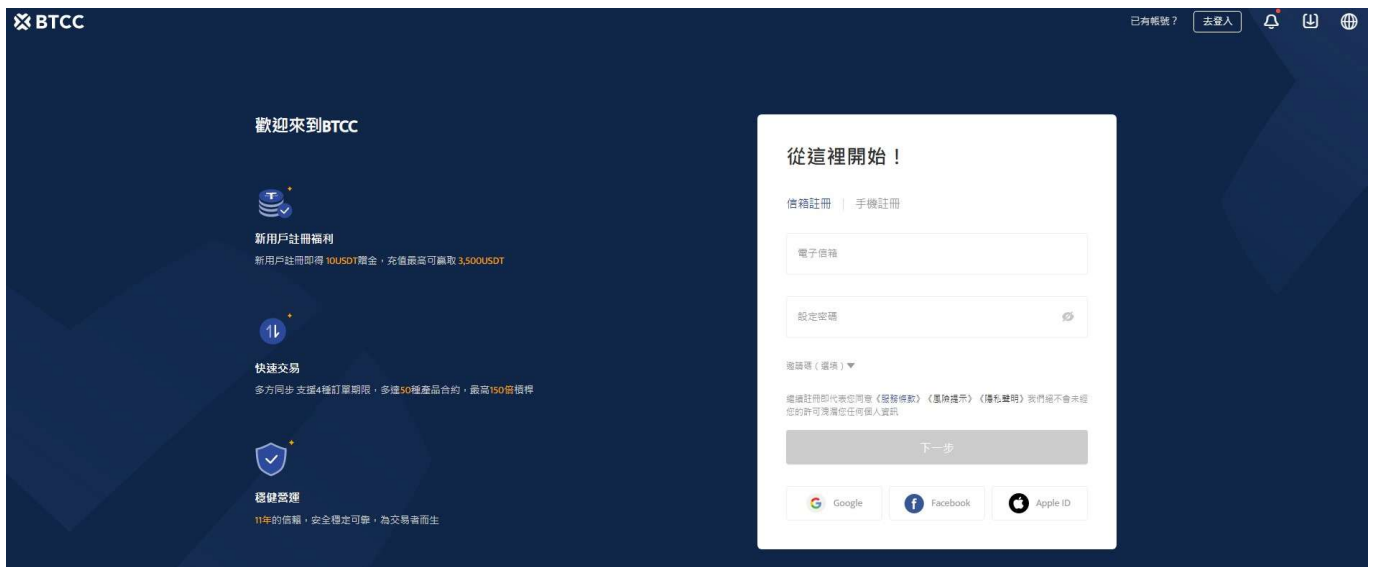 BTCC
已有帳號？ 去登入
歡迎來到BTCC
新用戶註冊福利
新用戶註冊即得 10USDT贈金，充值最高可贏取 3,500USDT
快速交易
多方同步 支援4種訂單期限，多達50種產品合約，最高150倍槓桿
穩健營運
11年的信賴，安全穩定可靠，為交易者而生
從這裡開始！
信箱註冊 | 手機註冊
電子信箱
設定密碼
邀請碼（選填）▼
繼續註冊即代表您同意《服務條款》《風險提示》《隱私聲明》我們絕不會未經
您的許可洩漏您任何個人資訊
下一步
Google Facebook Apple ID